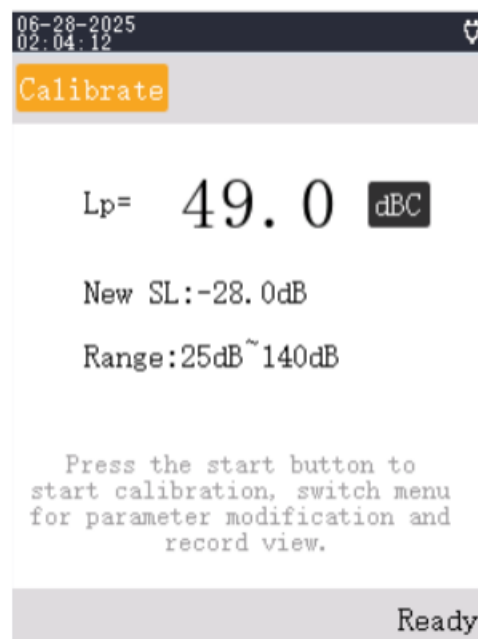 06-28-2025
02:04:12
Calibrate
Lp= 49.0 dBC
New SL:-28.0dB
Range:25dB~140dB
Press the start button to
start calibration, switch menu
for parameter modification and
record view.
Ready